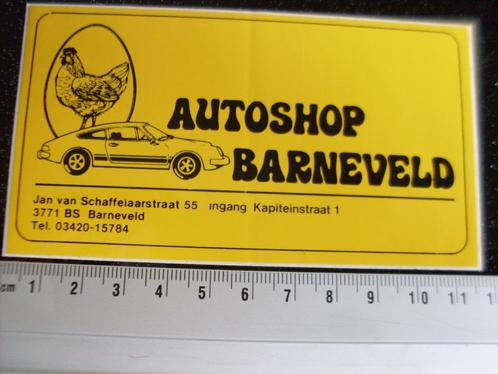 AUTOSHOP
BARNEVELD
Jan van Schaffelaarstraat 55 ingang Kapiteinstraat 1
3771 BS Barneveld
Tel. 03420-15784
cm 1 2 3 4 5 6 7 8 9 10 11 1